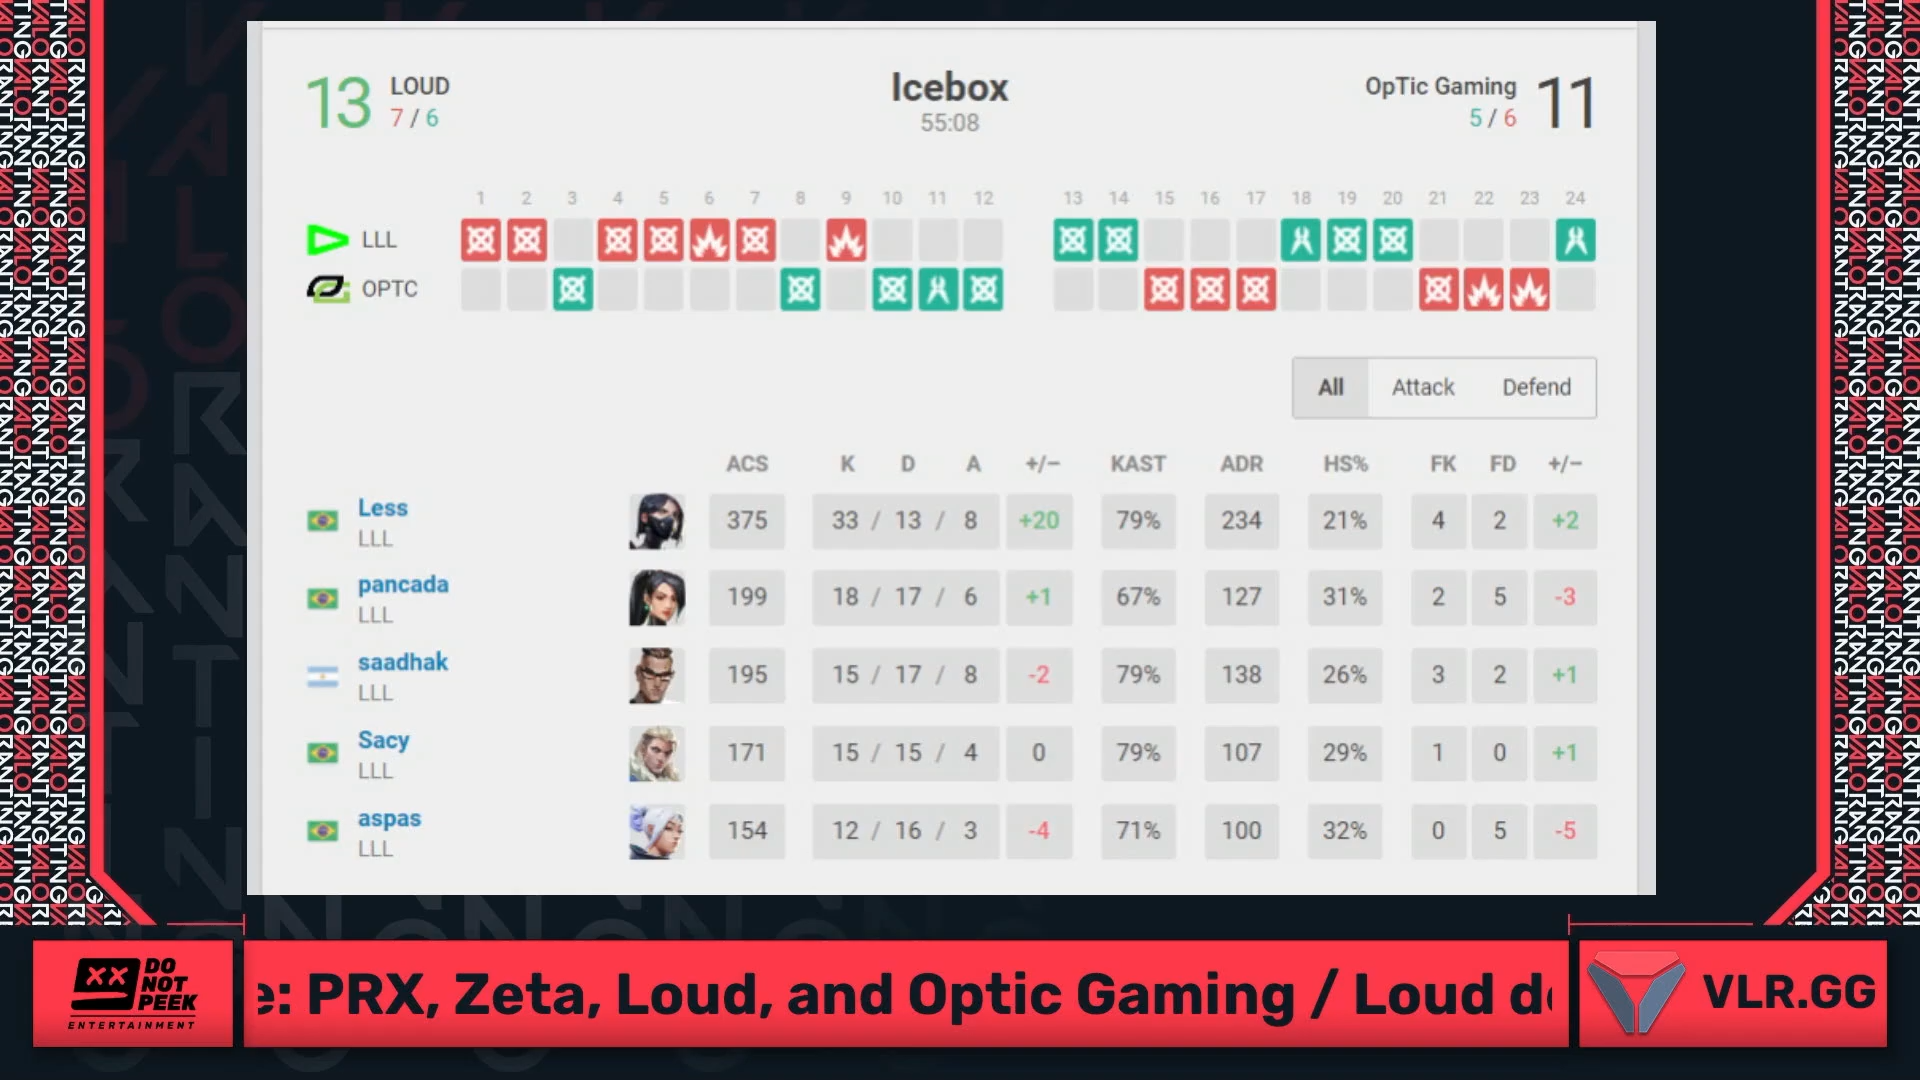 13 LOUD Icebox OpTic Gaming 11
7 / 6 55:08 5 / 6
1 2 3 4 5 6 7 8 9 10 11 12 13 14 15 16 17 18 19 20 21 22 23 24
LLL
OPTC
All Attack Defend
ACS K D A +/– KAST ADR HS% FK FD +/–
Less 375 33 / 13 / 8 +20 79% 234 21% 4 2 +2
LLL
pancada 199 18 / 17 / 6 +1 67% 127 31% 2 5 -3
LLL
saadhak 195 15 / 17 / 8 -2 79% 138 26% 3 2 +1
LLL
Sacy 171 15 / 15 / 4 0 79% 107 29% 1 0 +1
LLL
aspas 154 12 / 16 / 3 -4 71% 100 32% 0 5 -5
LLL
DO
NOT
PEEK
ENTERTAINMENT
e: PRX, Zeta, Loud, and Optic Gaming / Loud d
VLR.GG
VALORANTING